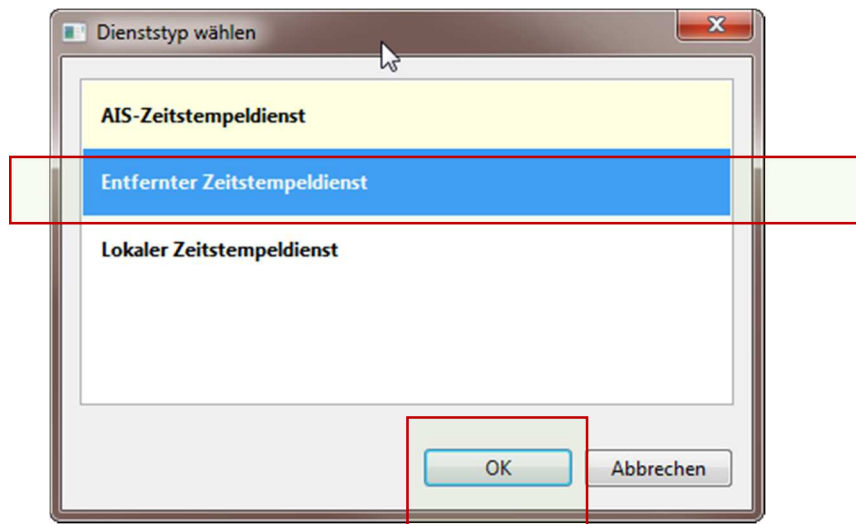 Dienststyp wählen
AIS-Zeitstempeldienst
Entfernter Zeitstempeldienst
Lokaler Zeitstempeldienst
OK Abbrechen